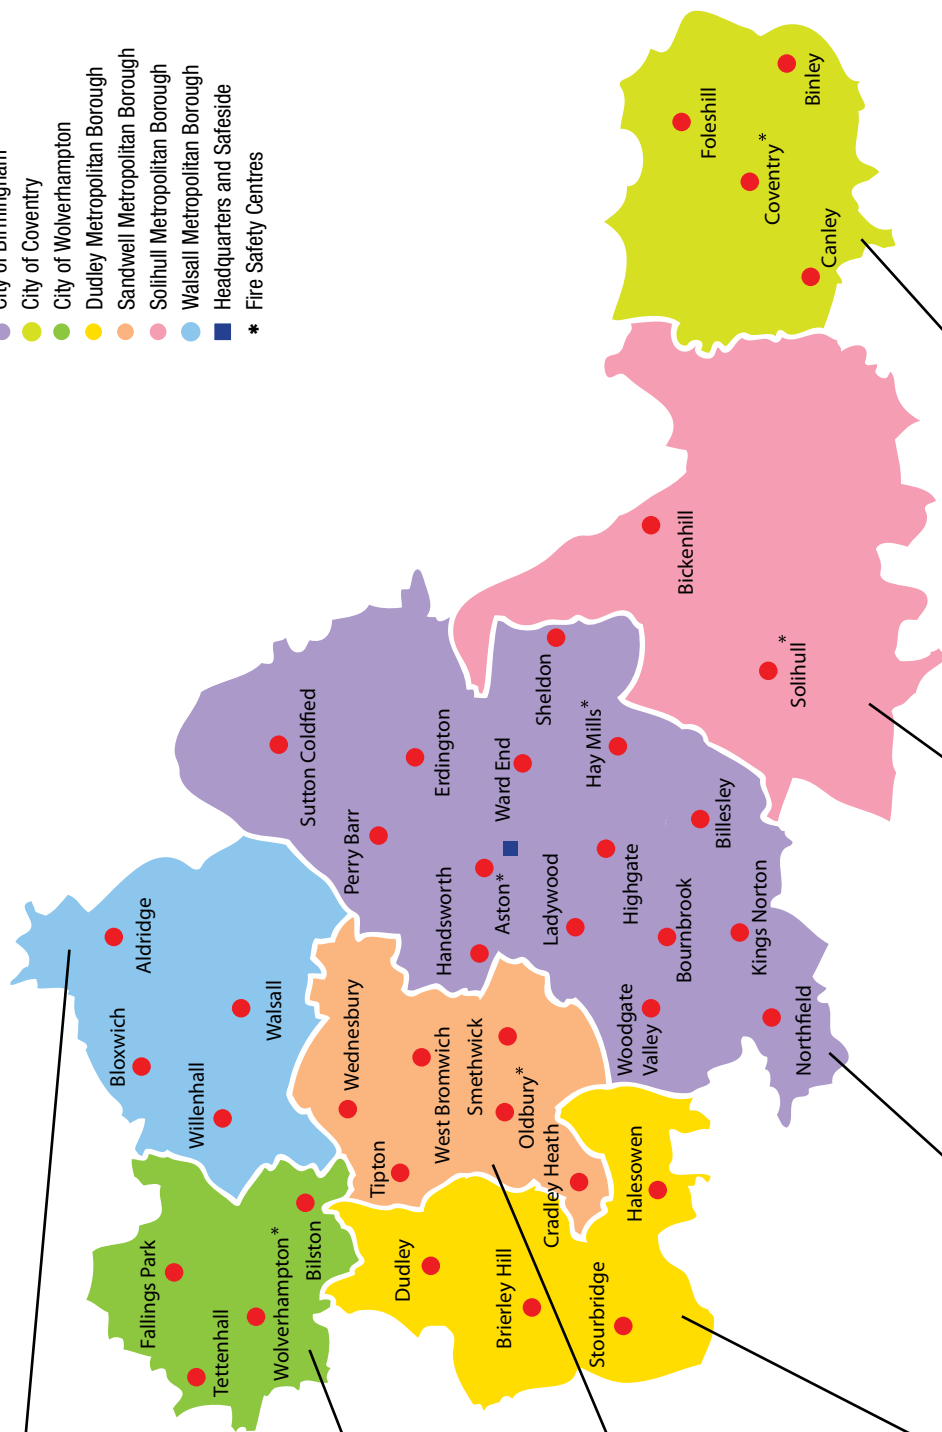 City of Birmingham
City of Coventry
City of Wolverhampton
Dudley Metropolitan Borough
Sandwell Metropolitan Borough
Solihull Metropolitan Borough
Walsall Metropolitan Borough
Headquarters and Safeside
* Fire Safety Centres
Fallings Park
Tettenhall
Wolverhampton*
Bilston
Bloxwich
Aldridge
Willenhall
Walsall
Wednesbury
Tipton
West Bromwich
Smethwick
Oldbury*
Cradley Heath
Dudley
Brierley Hill
Stourbridge
Halesowen
Sutton Coldfied
Perry Barr
Erdington
Handsworth
Aston*
Ward End
Sheldon
Ladywood
Hay Mills*
Highgate
Woodgate
Valley
Bournbrook
Billesley
Kings Norton
Northfield
Bickenhill
Solihull*
Foleshill
Binley
Coventry*
Canley